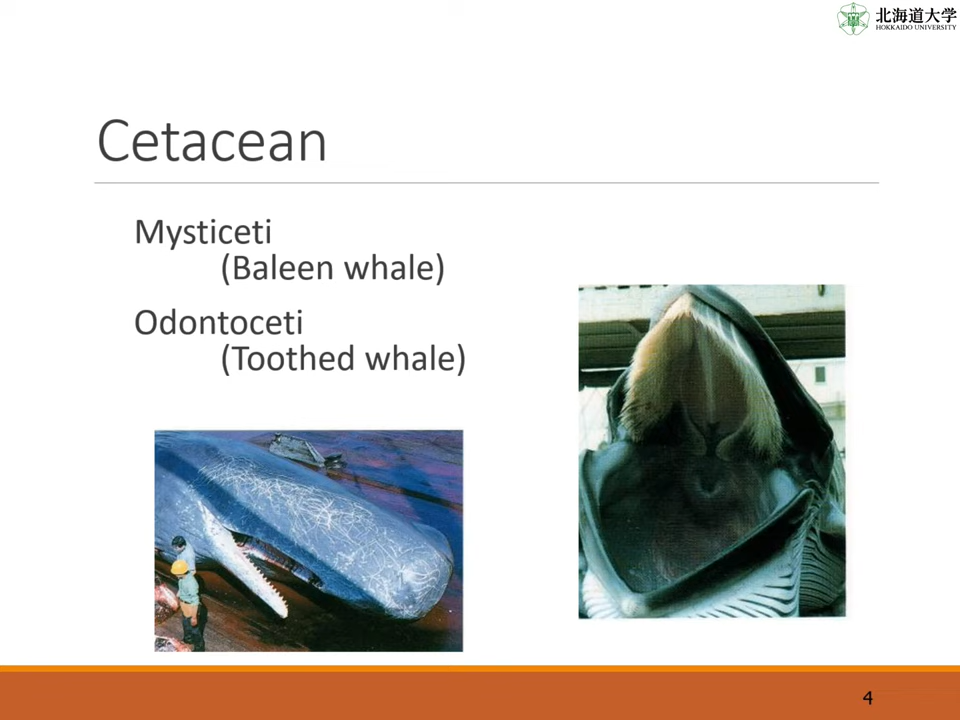 北海道大学
HOKKAIDO UNIVERSITY
Cetacean
Mysticeti
(Baleen whale)
Odontoceti
(Toothed whale)
4